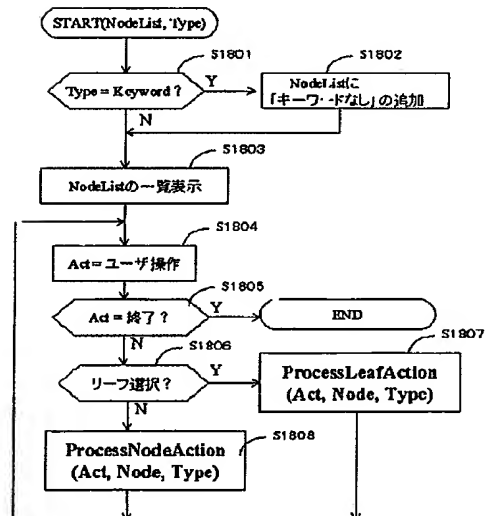 START(NodeList, Type)
S1801
S1802
Type = Keyword ?
Y
NodeListに
「キーワードなし」の追加
N
S1803
NodeListの一覧表示
S1804
Act = ユーザ操作
S1805
Act = 終了 ?
Y
END
N
S1806
S1807
リーフ選択 ?
Y
ProcessLeafAction
(Act, Node, Type)
N
S1808
ProcessNodeAction
(Act, Node, Type)